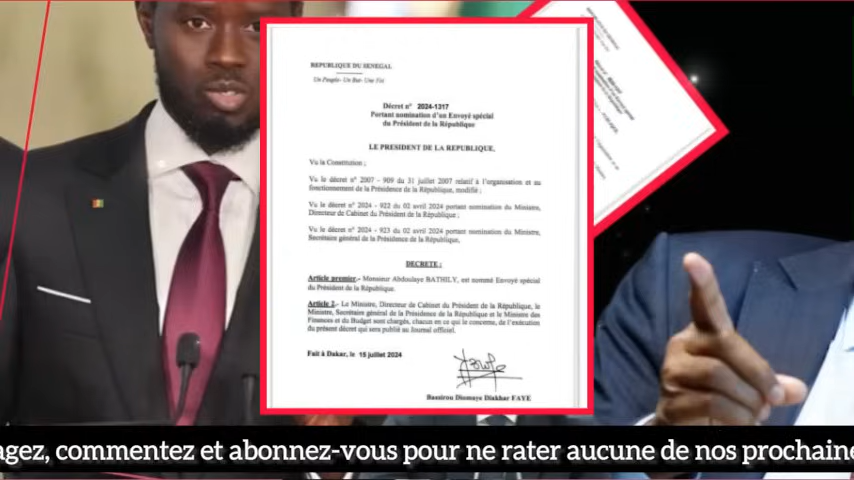 REPUBLIQUE DU SENEGAL
Un Peuple- Un But- Une Foi
Décret n° 2024-1317
Portant nomination d'un Envoyé spécial
du Président de la République
LE PRESIDENT DE LA REPUBLIQUE,
Vu la Constitution ;
Vu le décret n° 2007 - 909 du 31 juillet 2007 relatif à l'organisation et au
fonctionnement de la Présidence de la République, modifié ;
Vu le décret n° 2024 - 922 du 02 avril 2024 portant nomination du Ministre,
Directeur de Cabinet du Président de la République ;
Vu le décret n° 2024 - 923 du 02 avril 2024 portant nomination du Ministre,
Secrétaire général de la Présidence de la République,
DECRETE :
Article premier.- Monsieur Abdoulaye BATHILY, est nommé Envoyé spécial
du Président de la République.
Article 2.- Le Ministre, Directeur de Cabinet du Président de la République, le
Ministre, Secrétaire général de la Présidence de la République et le Ministre des
Finances et du Budget sont chargés, chacun en ce qui le concerne, de l'exécution
du présent décret qui sera publié au Journal officiel.
Fait à Dakar, le 15 juillet 2024
Bassirou Diomaye Diakhar FAYE
agez, commentez et abonnez-vous pour ne rater aucune de nos prochaine